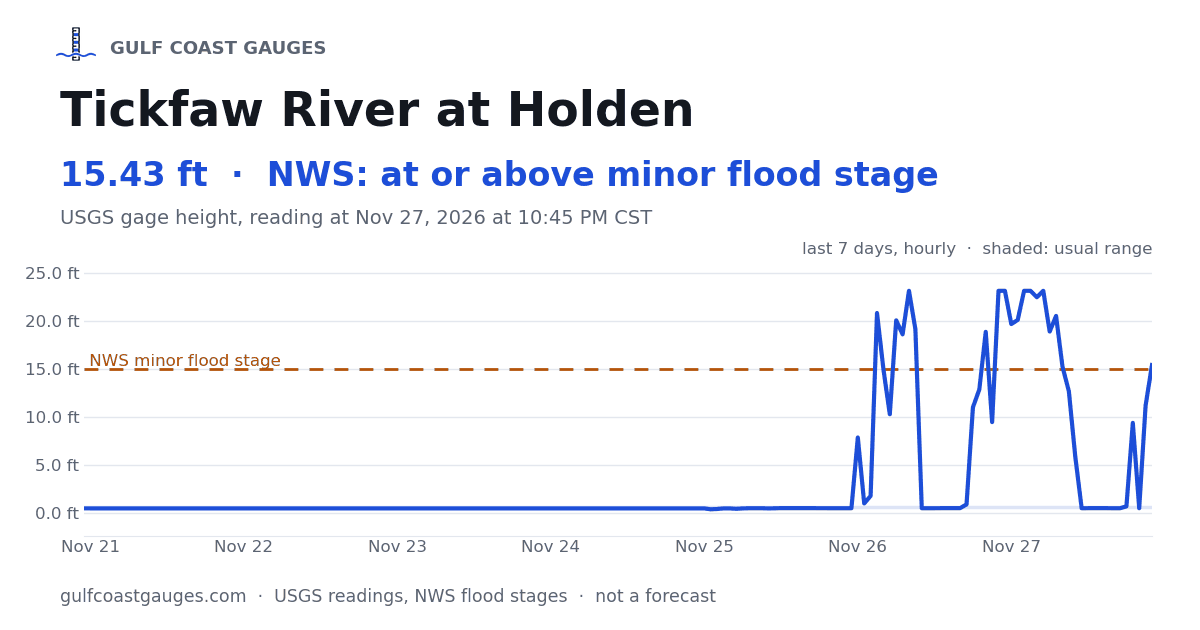 GULF COAST GAUGES
Tickfaw River at Holden
15.43 ft · NWS: at or above minor flood stage
USGS gage height, reading at Nov 27, 2026 at 10:45 PM CST
last 7 days, hourly · shaded: usual range
25.0 ft
20.0 ft
NWS minor flood stage
15.0 ft
10.0 ft
5.0 ft
0.0 ft
Nov 21 Nov 22 Nov 23 Nov 24 Nov 25 Nov 26 Nov 27
gulfcoastgauges.com · USGS readings, NWS flood stages · not a forecast